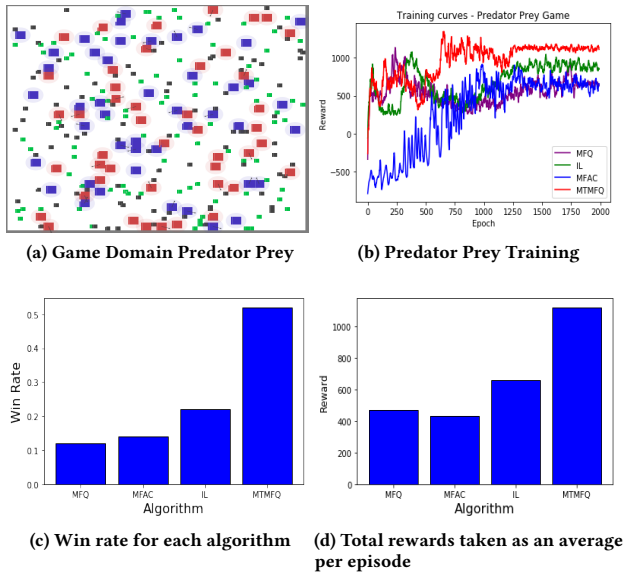 Training curves - Predator Prey Game
1000
500
0
−500
Reward
MFQ
IL
MFAC
MTMFQ
0 250 500 750 1000 1250 1500 1750 2000
Epoch
(a) Game Domain Predator Prey
(b) Predator Prey Training
0.5
0.4
0.3
0.2
0.1
0.0
Win Rate
MFQ MFAC IL MTMFQ
Algorithm
1000
800
600
400
200
0
Reward
MFQ MFAC IL MTMFQ
Algorithm
(c) Win rate for each algorithm
(d) Total rewards taken as an average
per episode